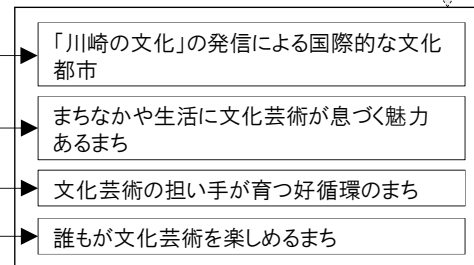 「川崎の文化」の発信による国際的な文化
都市
まちなかや生活に文化芸術が息づく魅力
あるまち
文化芸術の担い手が育つ好循環のまち
誰もが文化芸術を楽しめるまち